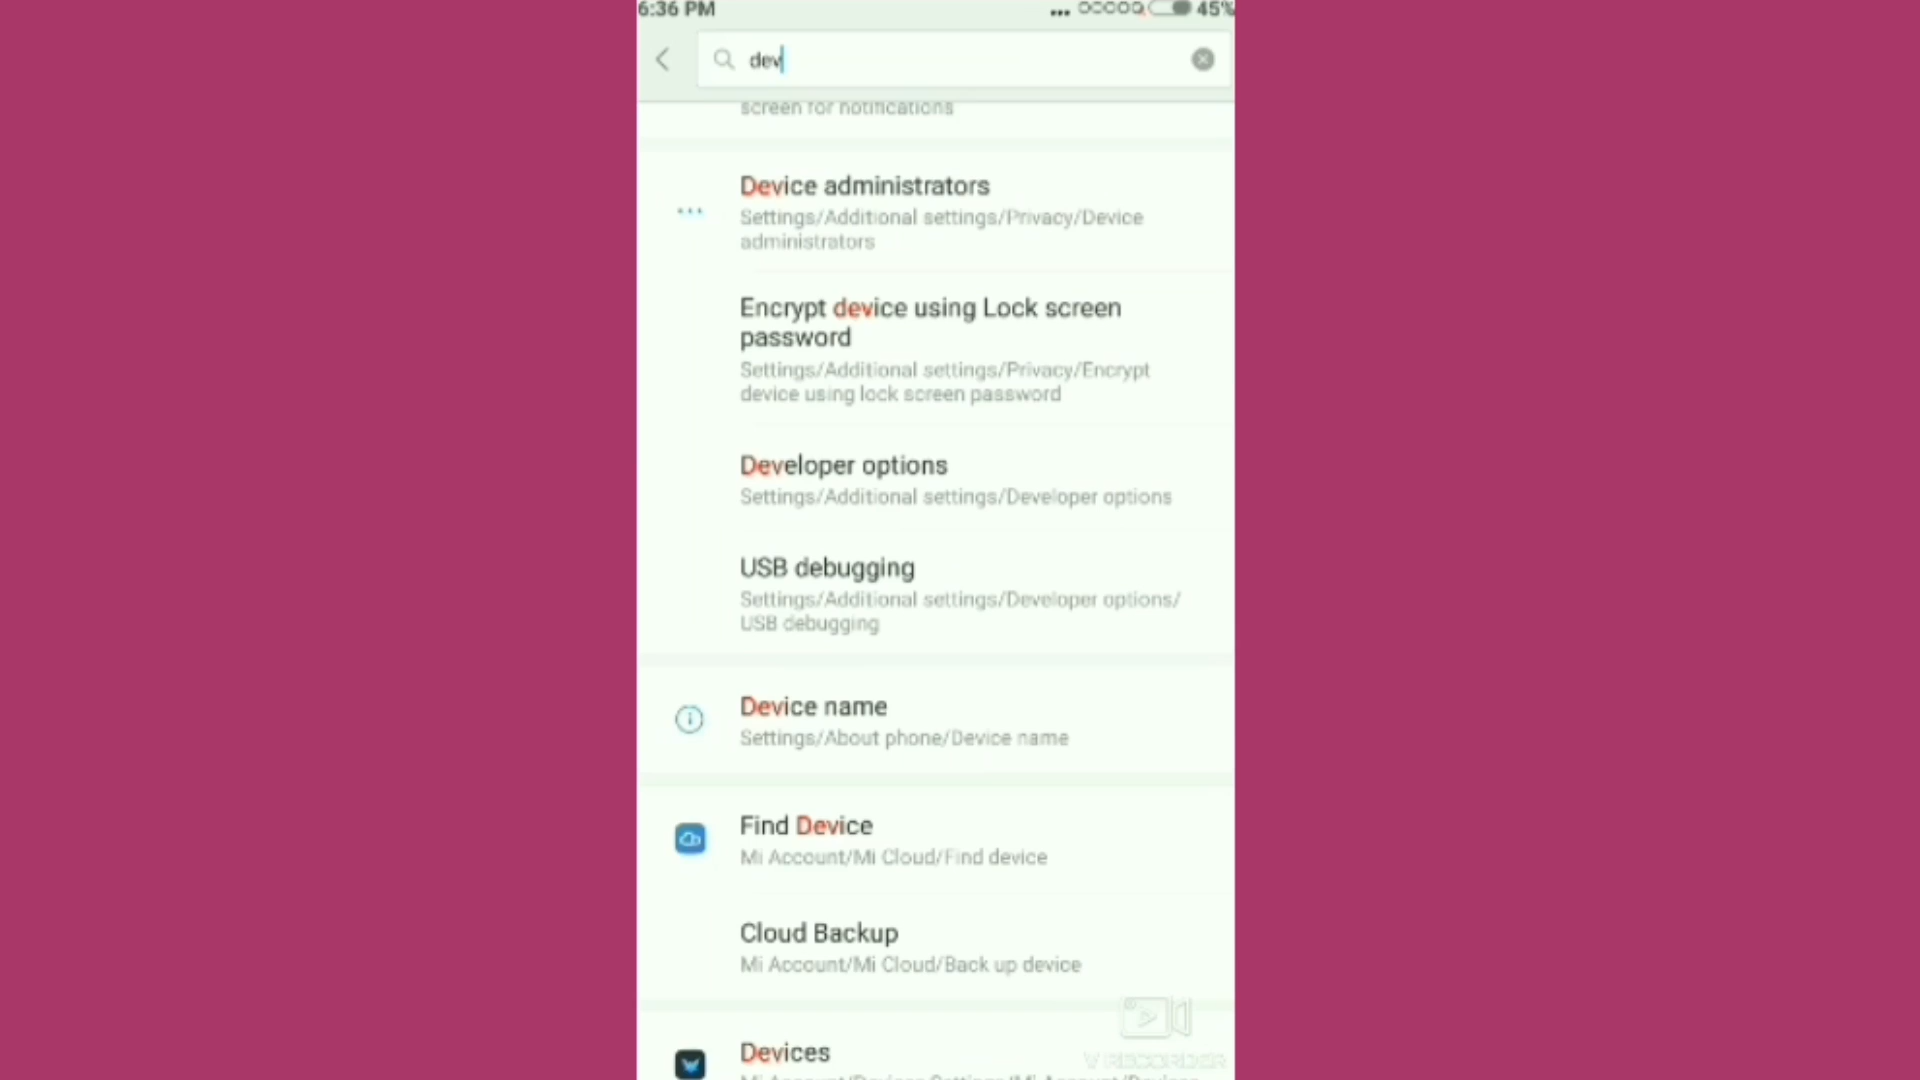 6:36 PM
45%
dev
screen for notifications
Device administrators
Settings/Additional settings/Privacy/Device
administrators
Encrypt device using Lock screen
password
Settings/Additional settings/Privacy/Encrypt
device using lock screen password
Developer options
Settings/Additional settings/Developer options
USB debugging
Settings/Additional settings/Developer options/
USB debugging
Device name
Settings/About phone/Device name
Find Device
Mi Account/Mi Cloud/Find device
Cloud Backup
Mi Account/Mi Cloud/Back up device
Devices
V RECORDER